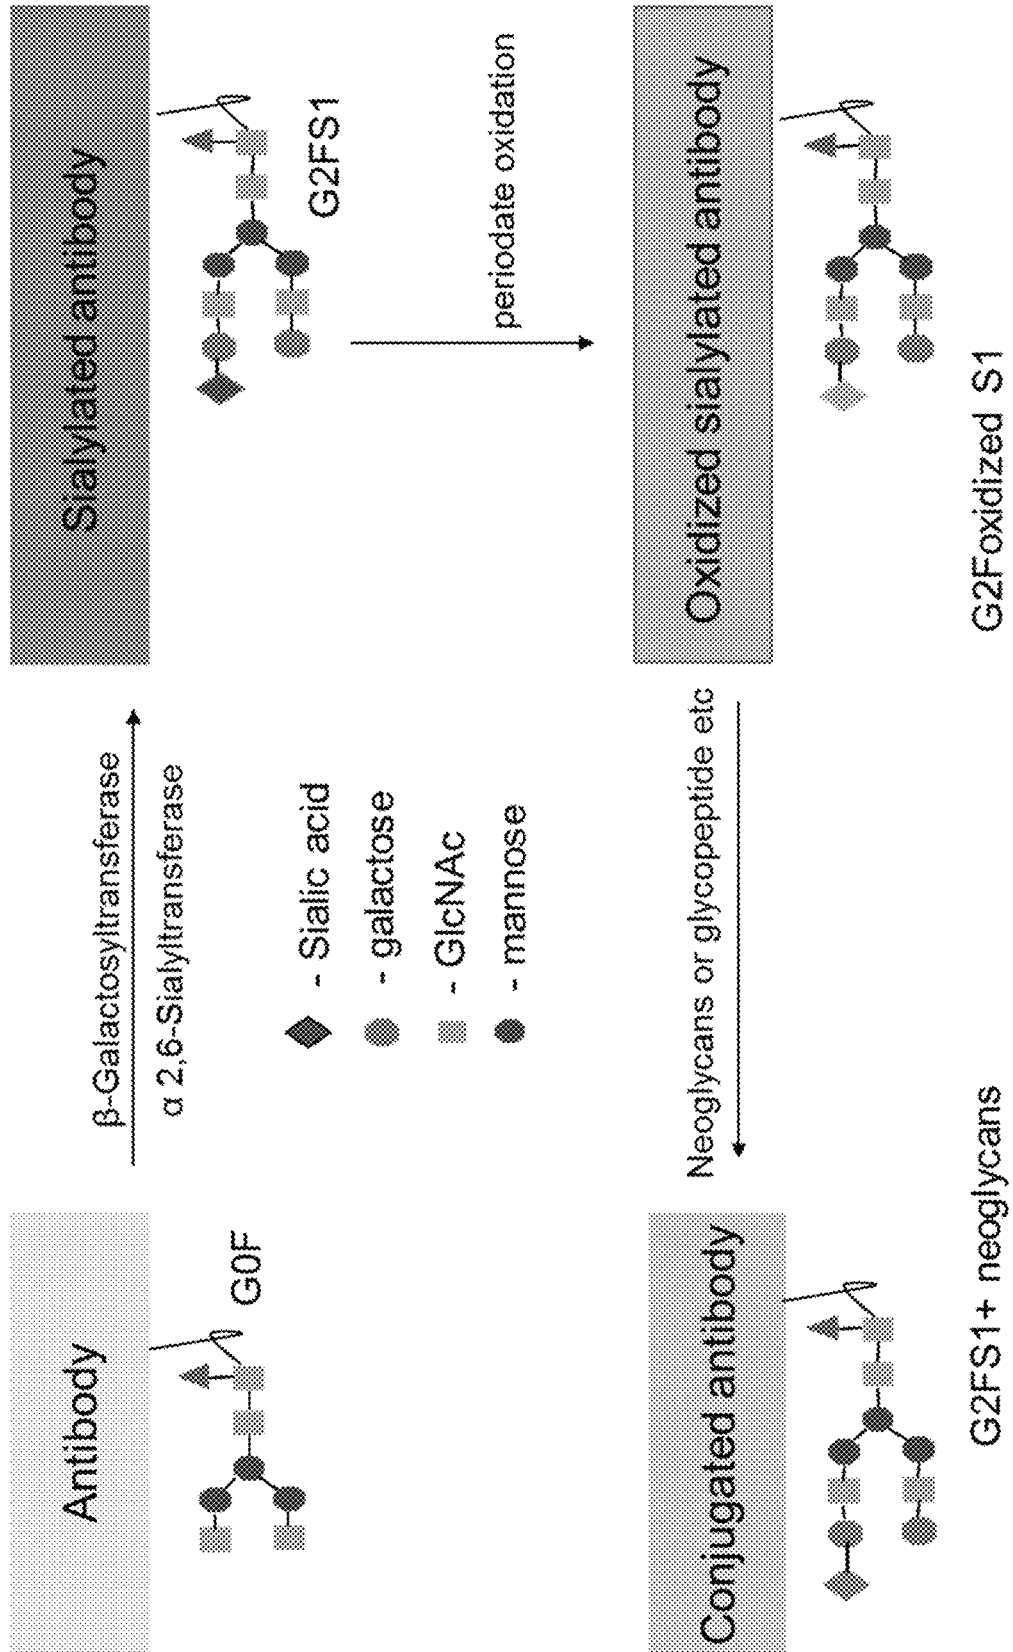 Antibody
G0F
β-Galactosyltransferase
α 2,6-Sialyltransferase
Sialylated antibody
G2FS1
- Sialic acid
- galactose
- GlcNAc
- mannose
periodate oxidation
Oxidized sialylated antibody
G2Foxidized S1
Neoglycans or glycopeptide etc
Conjugated antibody
G2FS1+ neoglycans